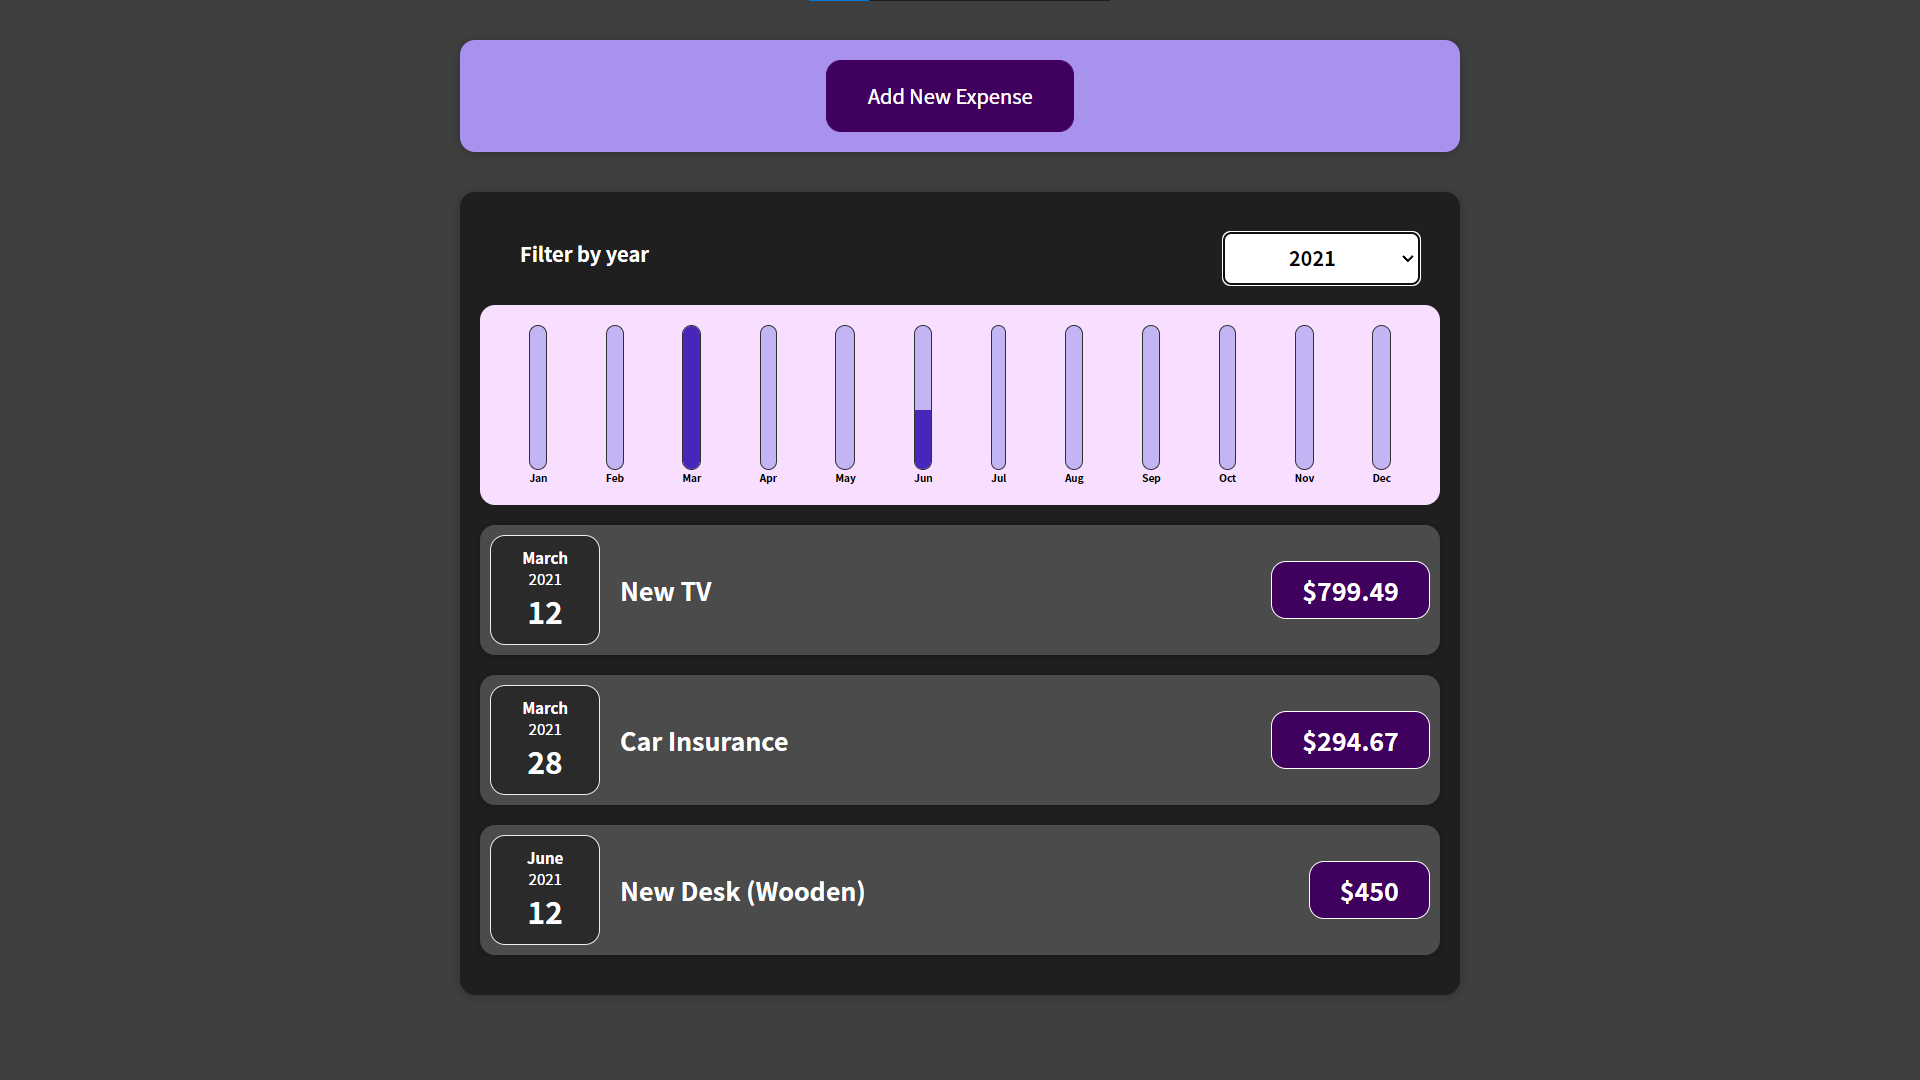 Add New Expense
Filter by year
2021
Jan Feb Mar Apr May Jun Jul Aug Sep Oct Nov Dec
March
2021
12
New TV
$799.49
March
2021
28
Car Insurance
$294.67
June
2021
12
New Desk (Wooden)
$450